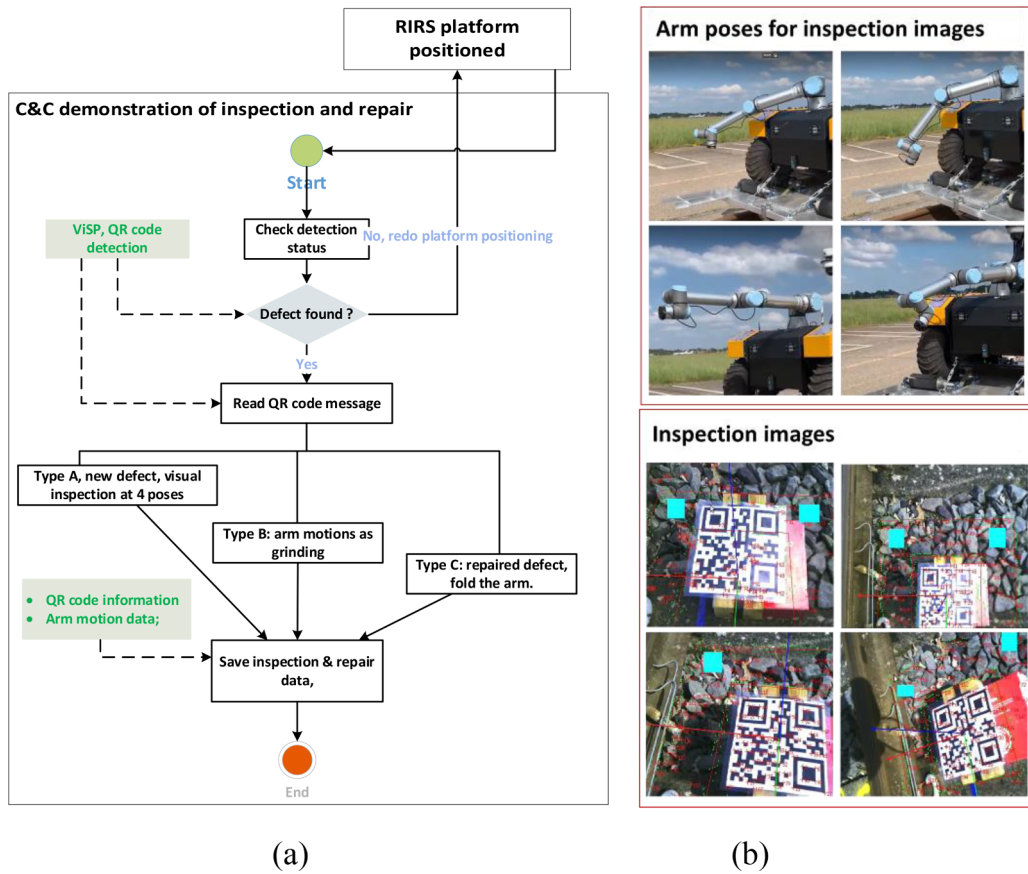 RIRS platform
positioned
C&C demonstration of inspection and repair
Start
Check detection
status
No, redo platform positioning
ViSP, QR code
detection
Defect found ?
Yes
Read QR code message
Type A, new defect, visual
inspection at 4 poses
Type B: arm motions as
grinding
Type C: repaired defect,
fold the arm.
• QR code information
• Arm motion data;
Save inspection & repair
data,
End
(a)
Arm poses for inspection images
Inspection images
(b)